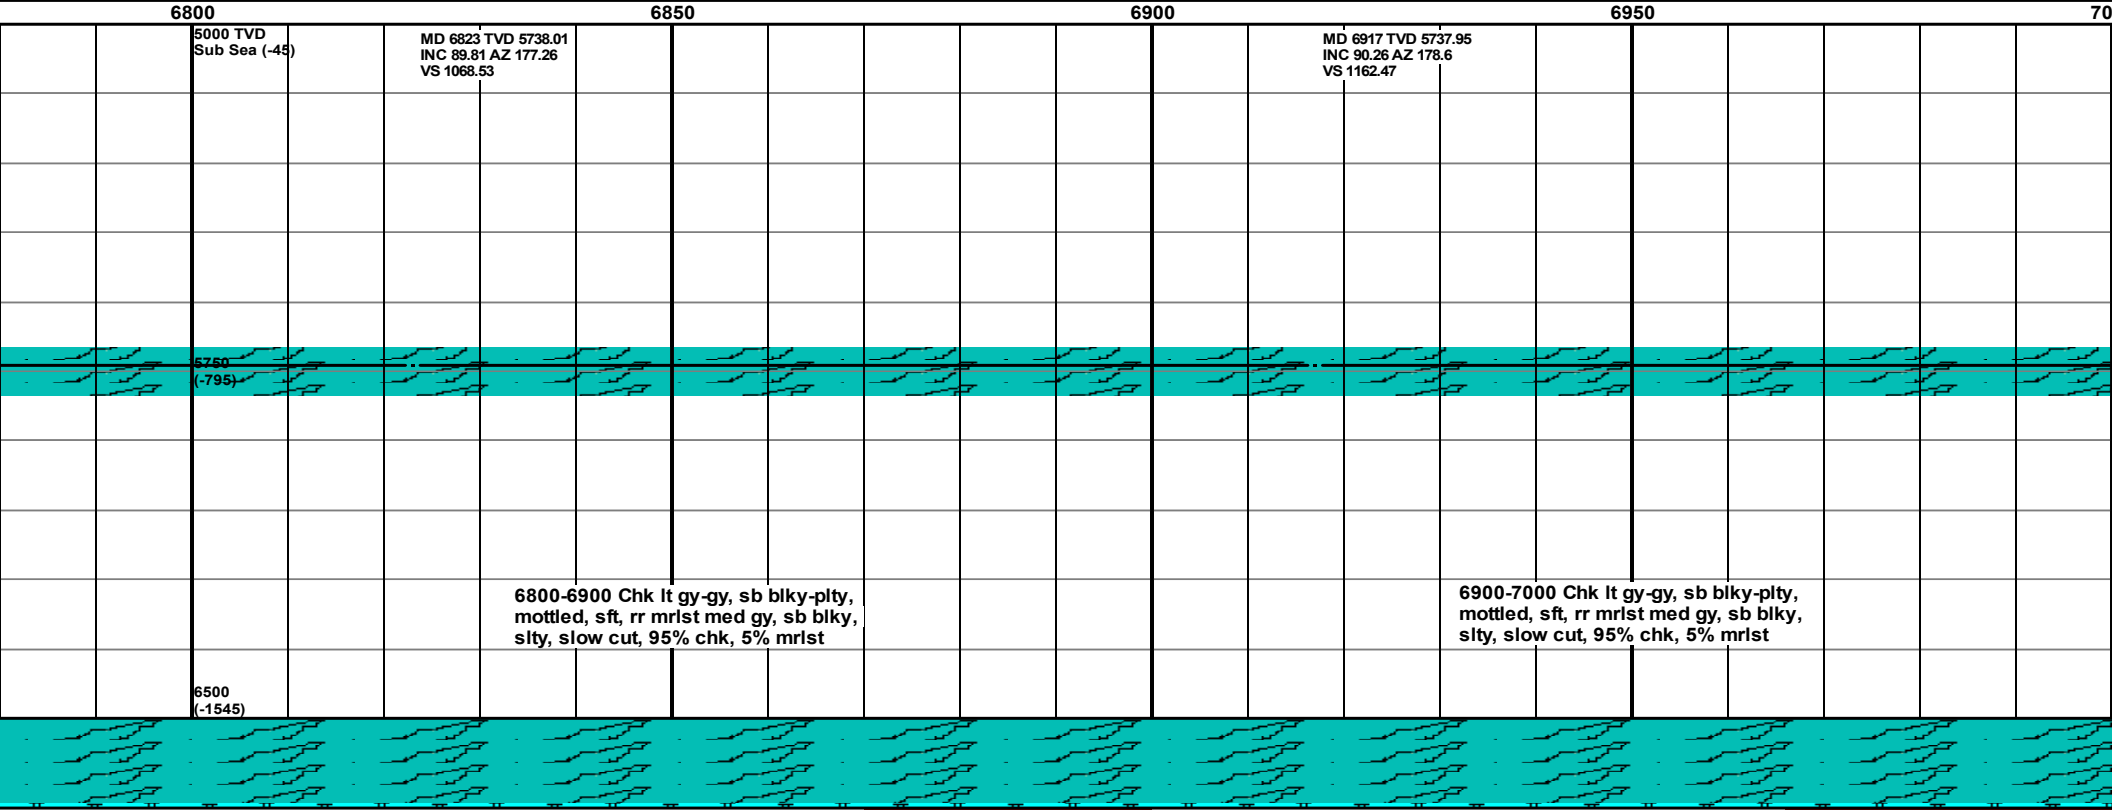 6800 6850 6900 6950 70
5000 TVD
Sub Sea (-45)
MD 6823 TVD 5738.01
INC 89.81 AZ 177.26
VS 1068.53
MD 6917 TVD 5737.95
INC 90.26 AZ 178.6
VS 1162.47
5750
(-795)
6800-6900 Chk lt gy-gy, sb blky-plty,
mottled, sft, rr mrlst med gy, sb blky,
slty, slow cut, 95% chk, 5% mrlst
6900-7000 Chk lt gy-gy, sb blky-plty,
mottled, sft, rr mrlst med gy, sb blky,
slty, slow cut, 95% chk, 5% mrlst
6500
(-1545)